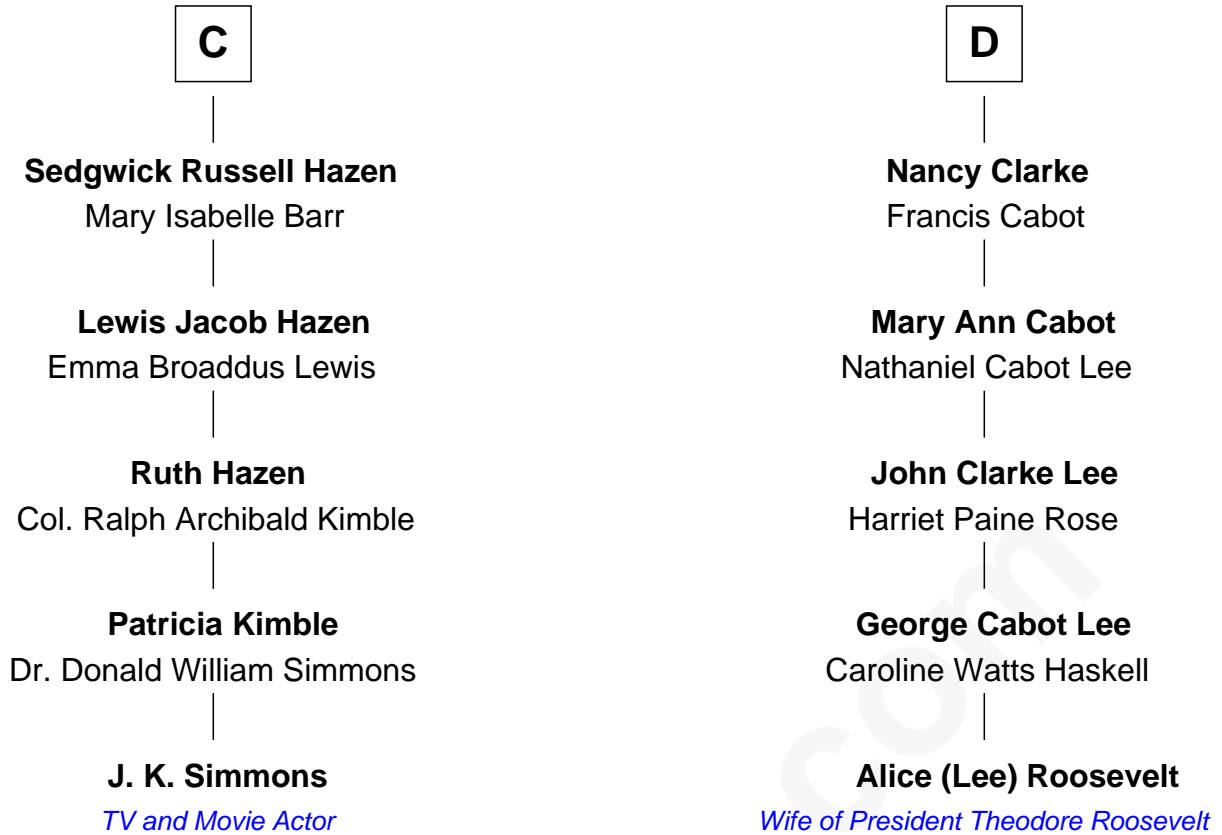 C
Sedgwick Russell Hazen
Mary Isabelle Barr
Lewis Jacob Hazen
Emma Broaddus Lewis
Ruth Hazen
Col. Ralph Archibald Kimble
Patricia Kimble
Dr. Donald William Simmons
J. K. Simmons
TV and Movie Actor
D
Nancy Clarke
Francis Cabot
Mary Ann Cabot
Nathaniel Cabot Lee
John Clarke Lee
Harriet Paine Rose
George Cabot Lee
Caroline Watts Haskell
Alice (Lee) Roosevelt
Wife of President Theodore Roosevelt
com